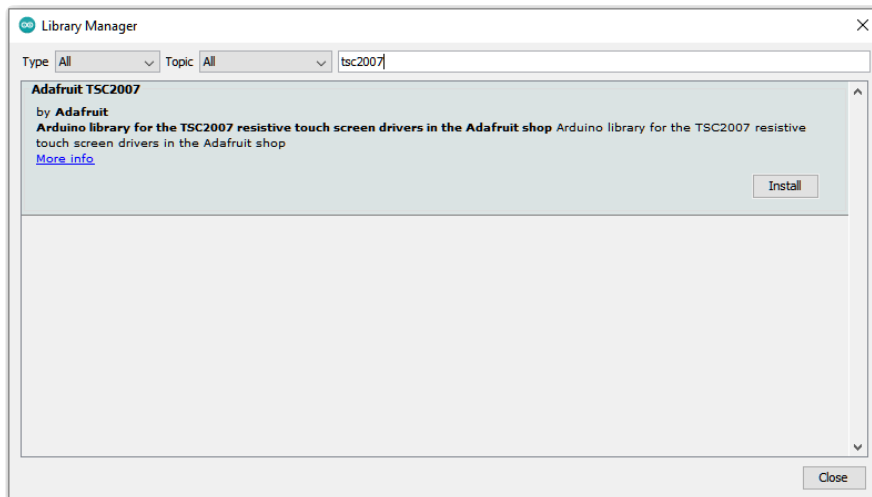 Library Manager
Type All Topic All tsc2007
Adafruit TSC2007
by Adafruit
Arduino library for the TSC2007 resistive touch screen drivers in the Adafruit shop Arduino library for the TSC2007 resistive
touch screen drivers in the Adafruit shop
More info
Install
Close